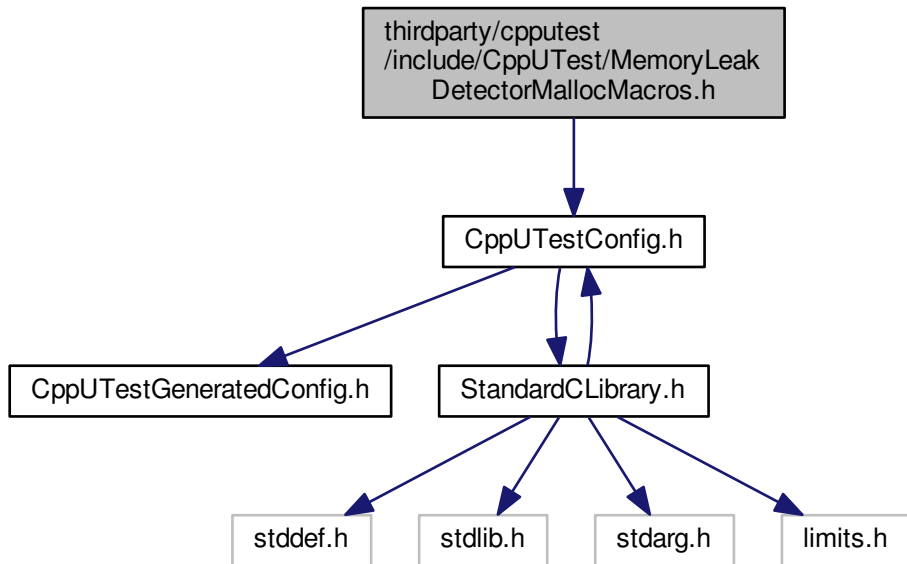 thirdparty/cpputest
/include/CppUTest/MemoryLeak
DetectorMallocMacros.h
CppUTestConfig.h
CppUTestGeneratedConfig.h
StandardCLibrary.h
stddef.h
stdlib.h
stdarg.h
limits.h